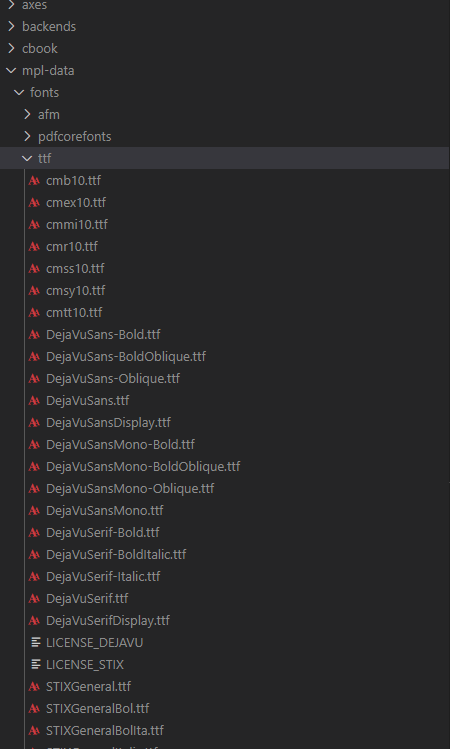 axes
backends
cbook
mpl-data
fonts
afm
pdfcorefonts
ttf
cmb10.ttf
cmex10.ttf
cmmi10.ttf
cmr10.ttf
cmss10.ttf
cmsy10.ttf
cmtt10.ttf
DejaVuSans-Bold.ttf
DejaVuSans-BoldOblique.ttf
DejaVuSans-Oblique.ttf
DejaVuSans.ttf
DejaVuSansDisplay.ttf
DejaVuSansMono-Bold.ttf
DejaVuSansMono-BoldOblique.ttf
DejaVuSansMono-Oblique.ttf
DejaVuSansMono.ttf
DejaVuSerif-Bold.ttf
DejaVuSerif-BoldItalic.ttf
DejaVuSerif-Italic.ttf
DejaVuSerif.ttf
DejaVuSerifDisplay.ttf
LICENSE_DEJAVU
LICENSE_STIX
STIXGeneral.ttf
STIXGeneralBol.ttf
STIXGeneralBolIta.ttf